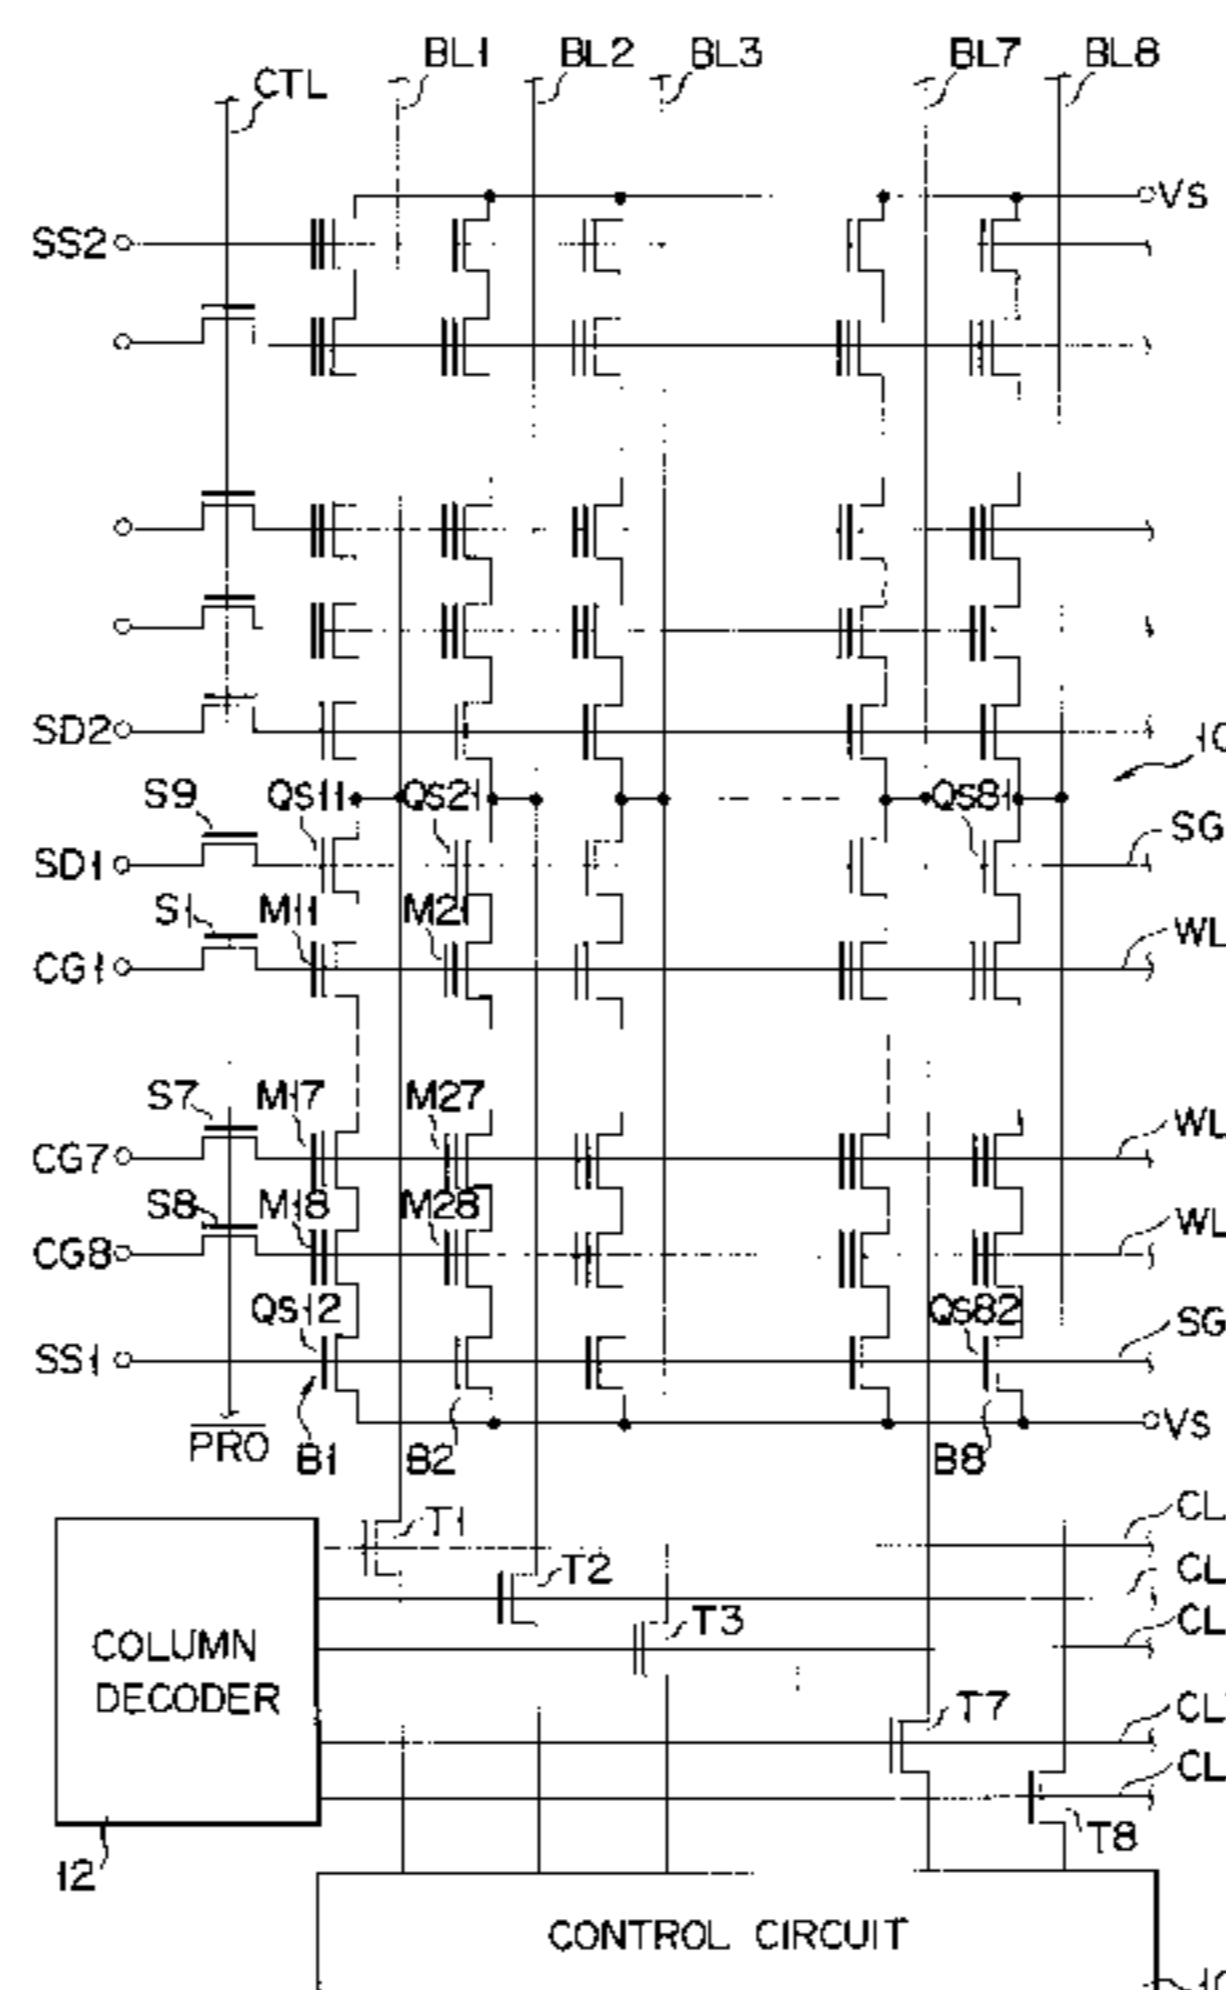 BL1 BL2 BL3 BL7 BL8
CTL
VS
SS2
SD2
S9 QS11 QS21 QS81
SD1 SG
S1 M11 M21
CG1 WL
S7 M17 M27
CG7 WL
S8 M18 M28
CG8 WL
QS12 QS82
SS1 SG
PRO B1 B2 B8 VS
T1 CL
T2 CL
T3 CL
COLUMN
DECODER
T7 CL
CL
T8
12
CONTROL CIRCUIT